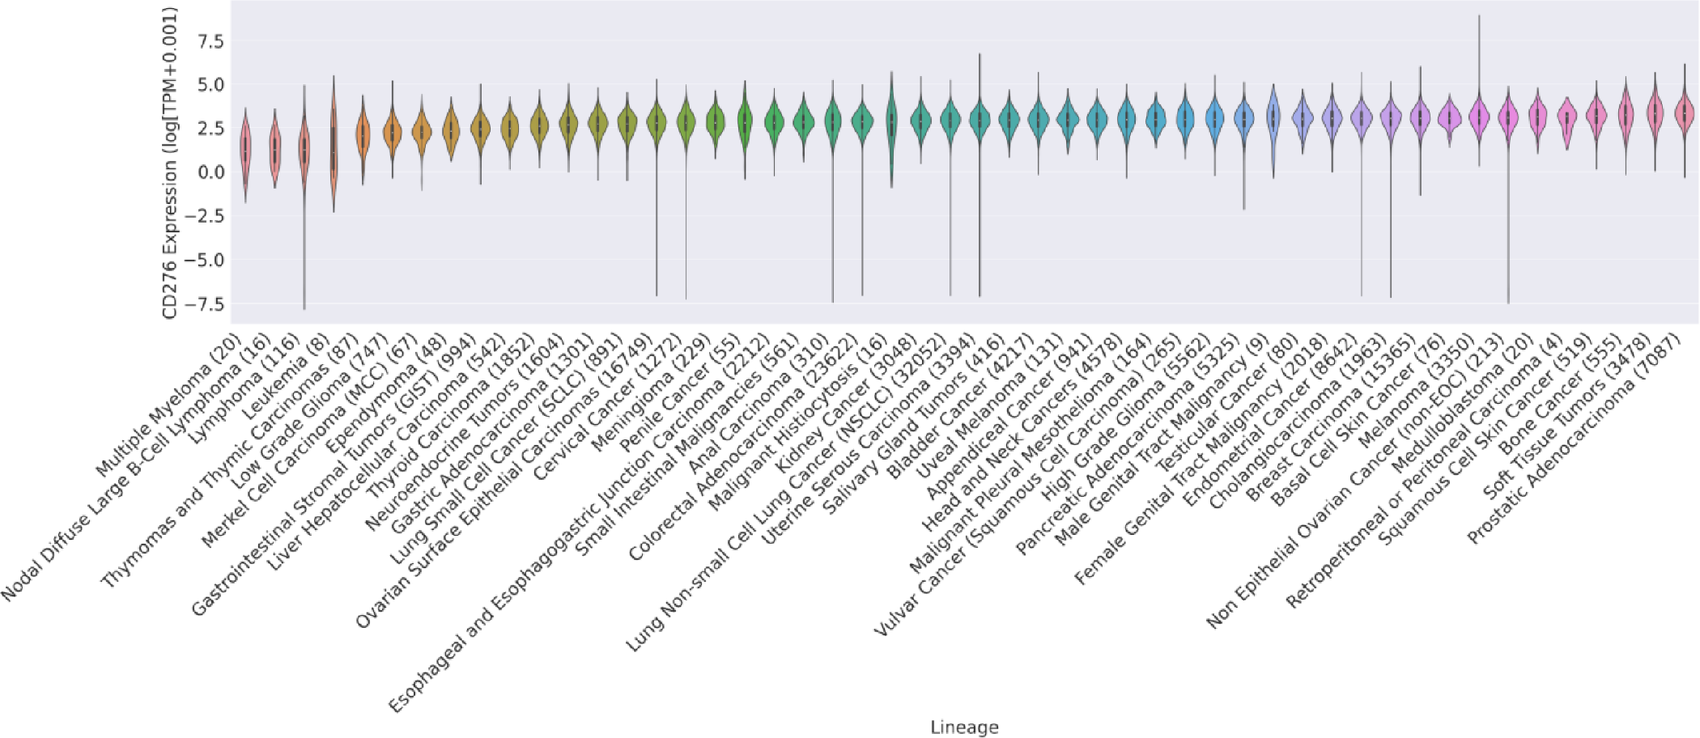 CD276 Expression (log[TPM+0.001)
7.5
5.0
2.5
0.0
−2.5
−5.0
−7.5
Multiple Myeloma (20)
Nodal Diffuse Large B-Cell Lymphoma (16)
Lymphoma (116)
Leukemia (8)
Thymomas and Thymic Carcinomas (87)
Low Grade Glioma (747)
Merkel Cell Carcinoma (MCC) (67)
Ependymoma (48)
Gastrointestinal Stromal Tumors (GIST) (994)
Liver Hepatocellular Carcinoma (542)
Thyroid Carcinoma (1852)
Neuroendocrine Tumors (1604)
Gastric Adenocarcinoma (1301)
Lung Small Cell Cancer (SCLC) (891)
Ovarian Surface Epithelial Carcinomas (16749)
Cervical Cancer (1272)
Meningioma (229)
Penile Cancer (55)
Esophageal and Esophagogastric Junction Carcinoma (2212)
Small Intestinal Malignancies (561)
Anal Carcinoma (310)
Colorectal Adenocarcinoma (23622)
Malignant Histiocytosis (16)
Kidney Cancer (3048)
Lung Non-small Cell Lung Cancer (NSCLC) (32052)
Uterine Serous Carcinoma (3394)
Salivary Gland Tumors (416)
Bladder Cancer (4217)
Uveal Melanoma (131)
Appendiceal Cancer (941)
Head and Neck Cancers (4578)
Malignant Pleural Mesothelioma (164)
Vulvar Cancer (Squamous Cell Carcinoma) (265)
High Grade Glioma (5562)
Pancreatic Adenocarcinoma (5325)
Male Genital Tract Malignancy (9)
Testicular Cancer (80)
Female Genital Tract Malignancy (2018)
Endometrial Cancer (8642)
Cholangiocarcinoma (1963)
Breast Carcinoma (15365)
Basal Cell Skin Cancer (76)
Melanoma (3350)
Non Epithelial Ovarian Cancer (non-EOC) (213)
Medulloblastoma (20)
Retroperitoneal or Peritoneal Carcinoma (4)
Squamous Cell Skin Cancer (519)
Bone Cancer (555)
Soft Tissue Tumors (3478)
Prostatic Adenocarcinoma (7087)
Lineage